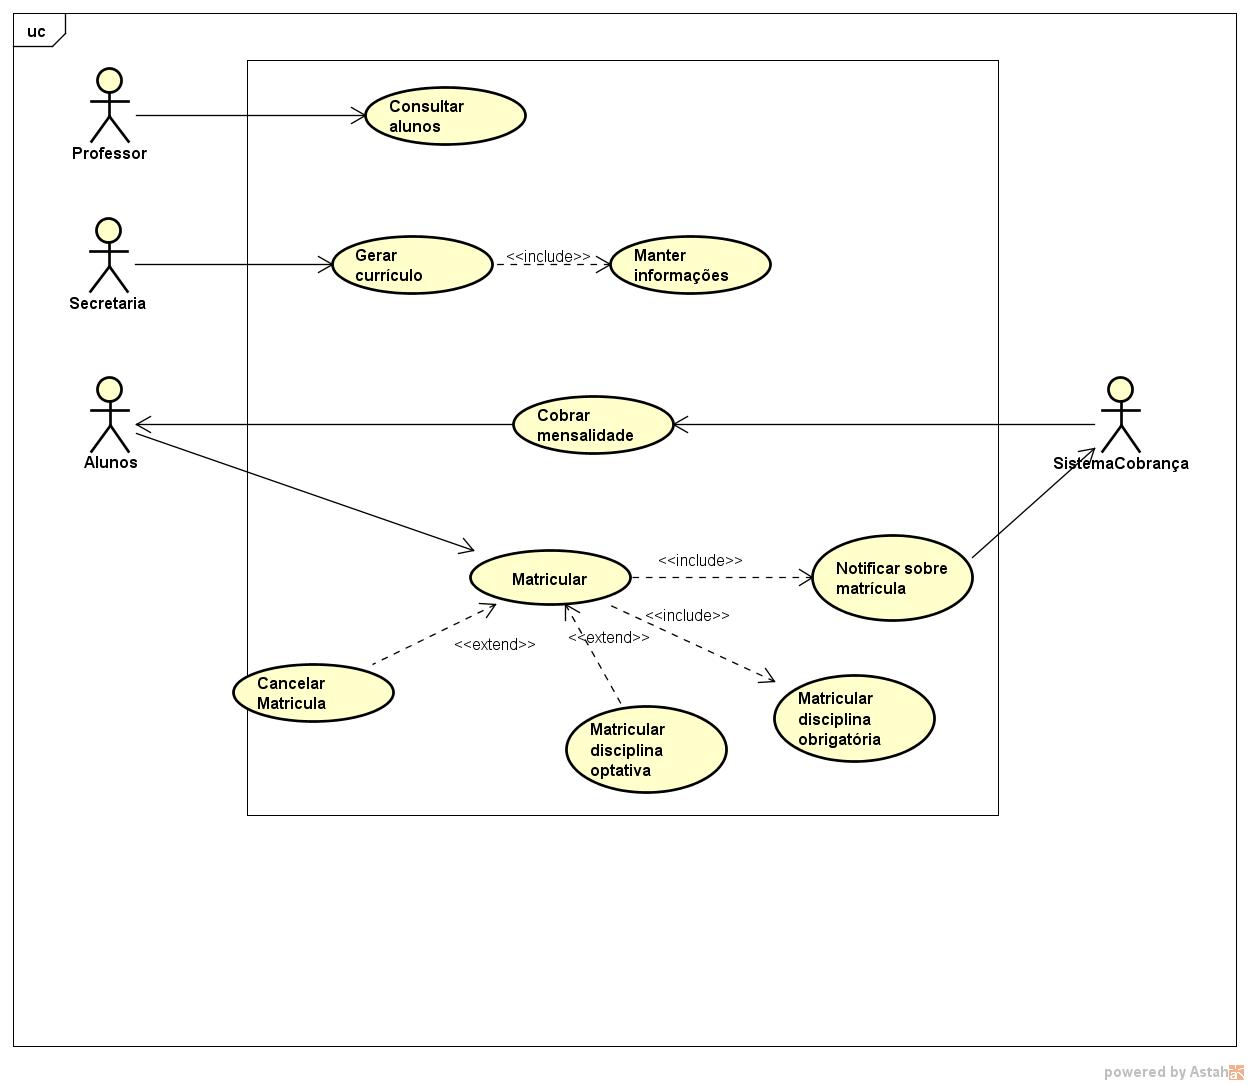 uc
Consultar
alunos
Professor
Gerar
currículo
<<include>>
Manter
informações
Secretaria
Cobrar
mensalidade
Alunos
SistemaCobrança
Matricular
<<include>>
Notificar sobre
matrícula
<<include>>
<<extend>>
<<extend>>
Cancelar
Matricula
Matricular
disciplina
optativa
Matricular
disciplina
obrigatória
powered by Astah